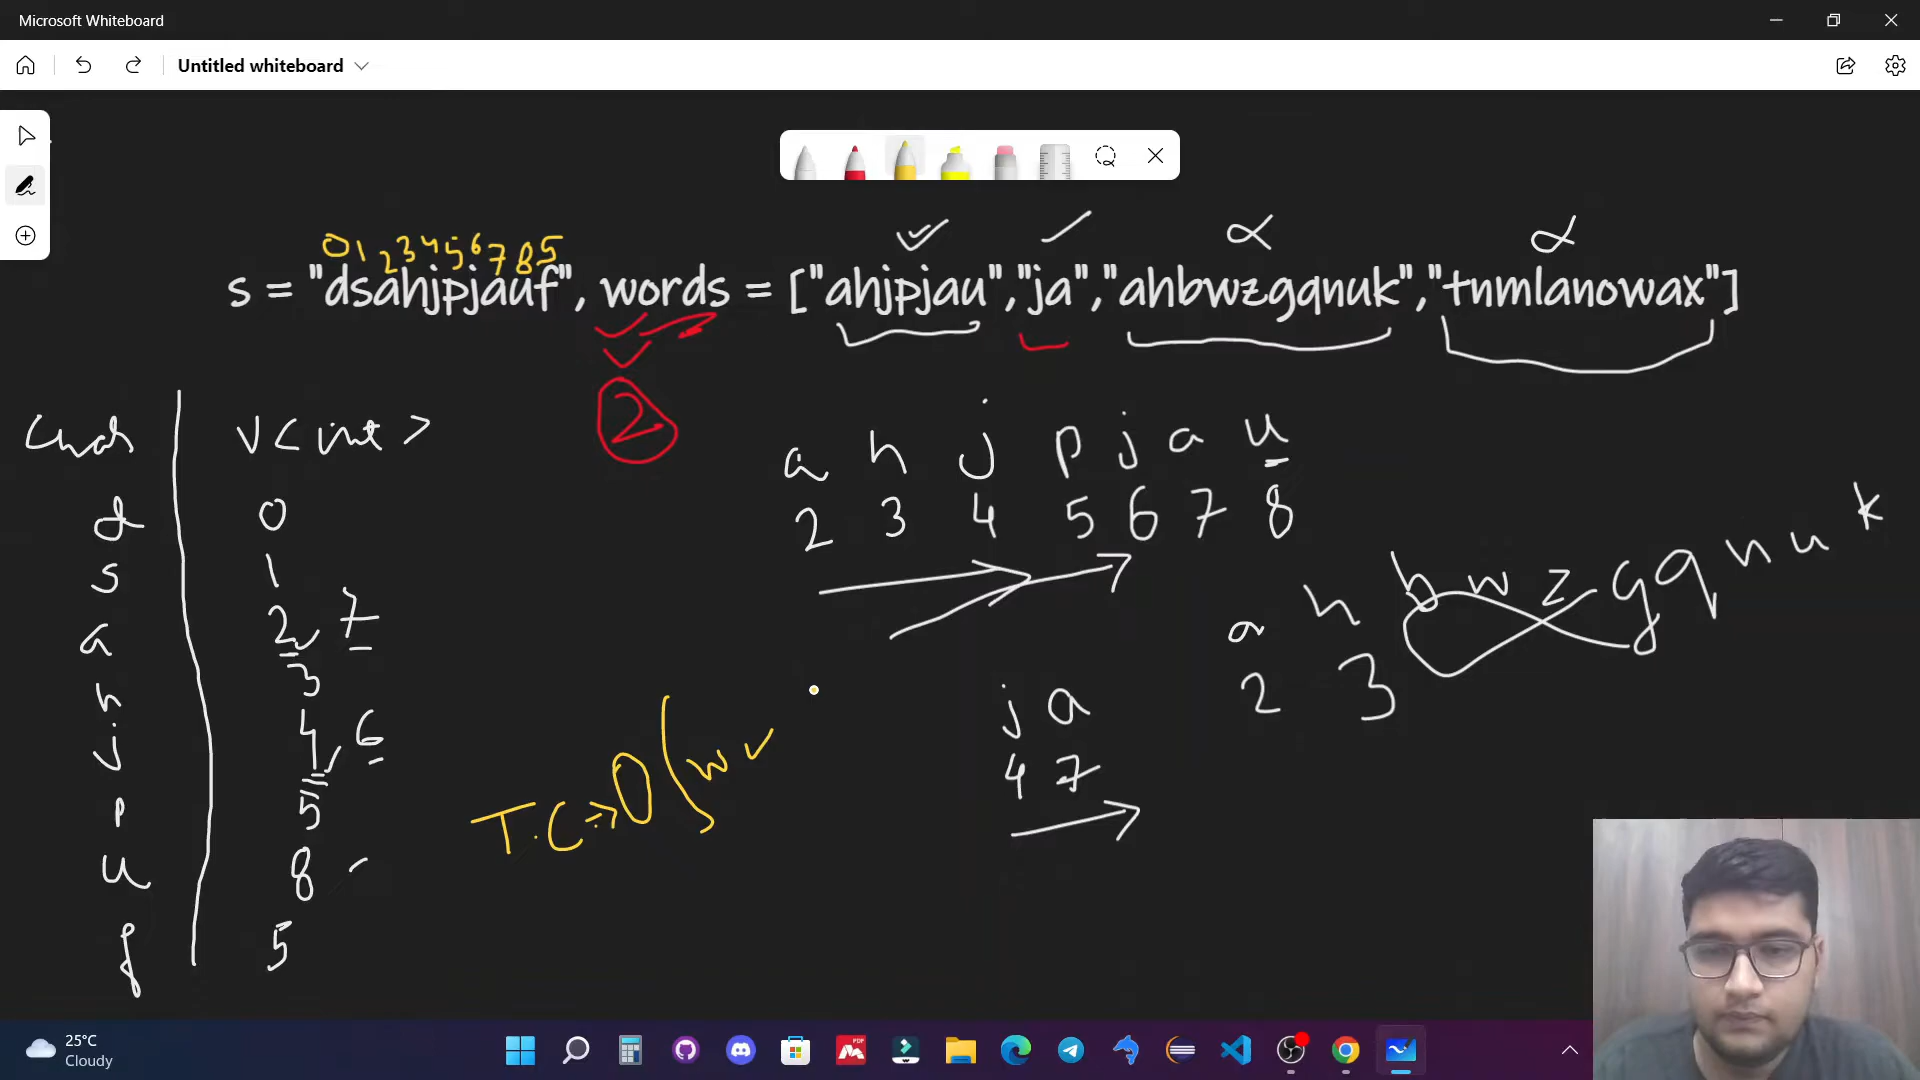 Microsoft Whiteboard
Untitled whiteboard
0 1 2 3 4 5 6 7 8 5
s = "dsahjpjauf", words = ["ahjpjau","ja","ahbwzgqnuk","tnmlanowax"]
2
V < int >
d 0
s 1
a 2, 7
h 3
j 4, 6
p 5
u 8
f 5
a h j p j a u
2 3 4 5 6 7 8
a h b w z g q n u k
2 3
j a
4 7
T.C => O(w
25°C
Cloudy